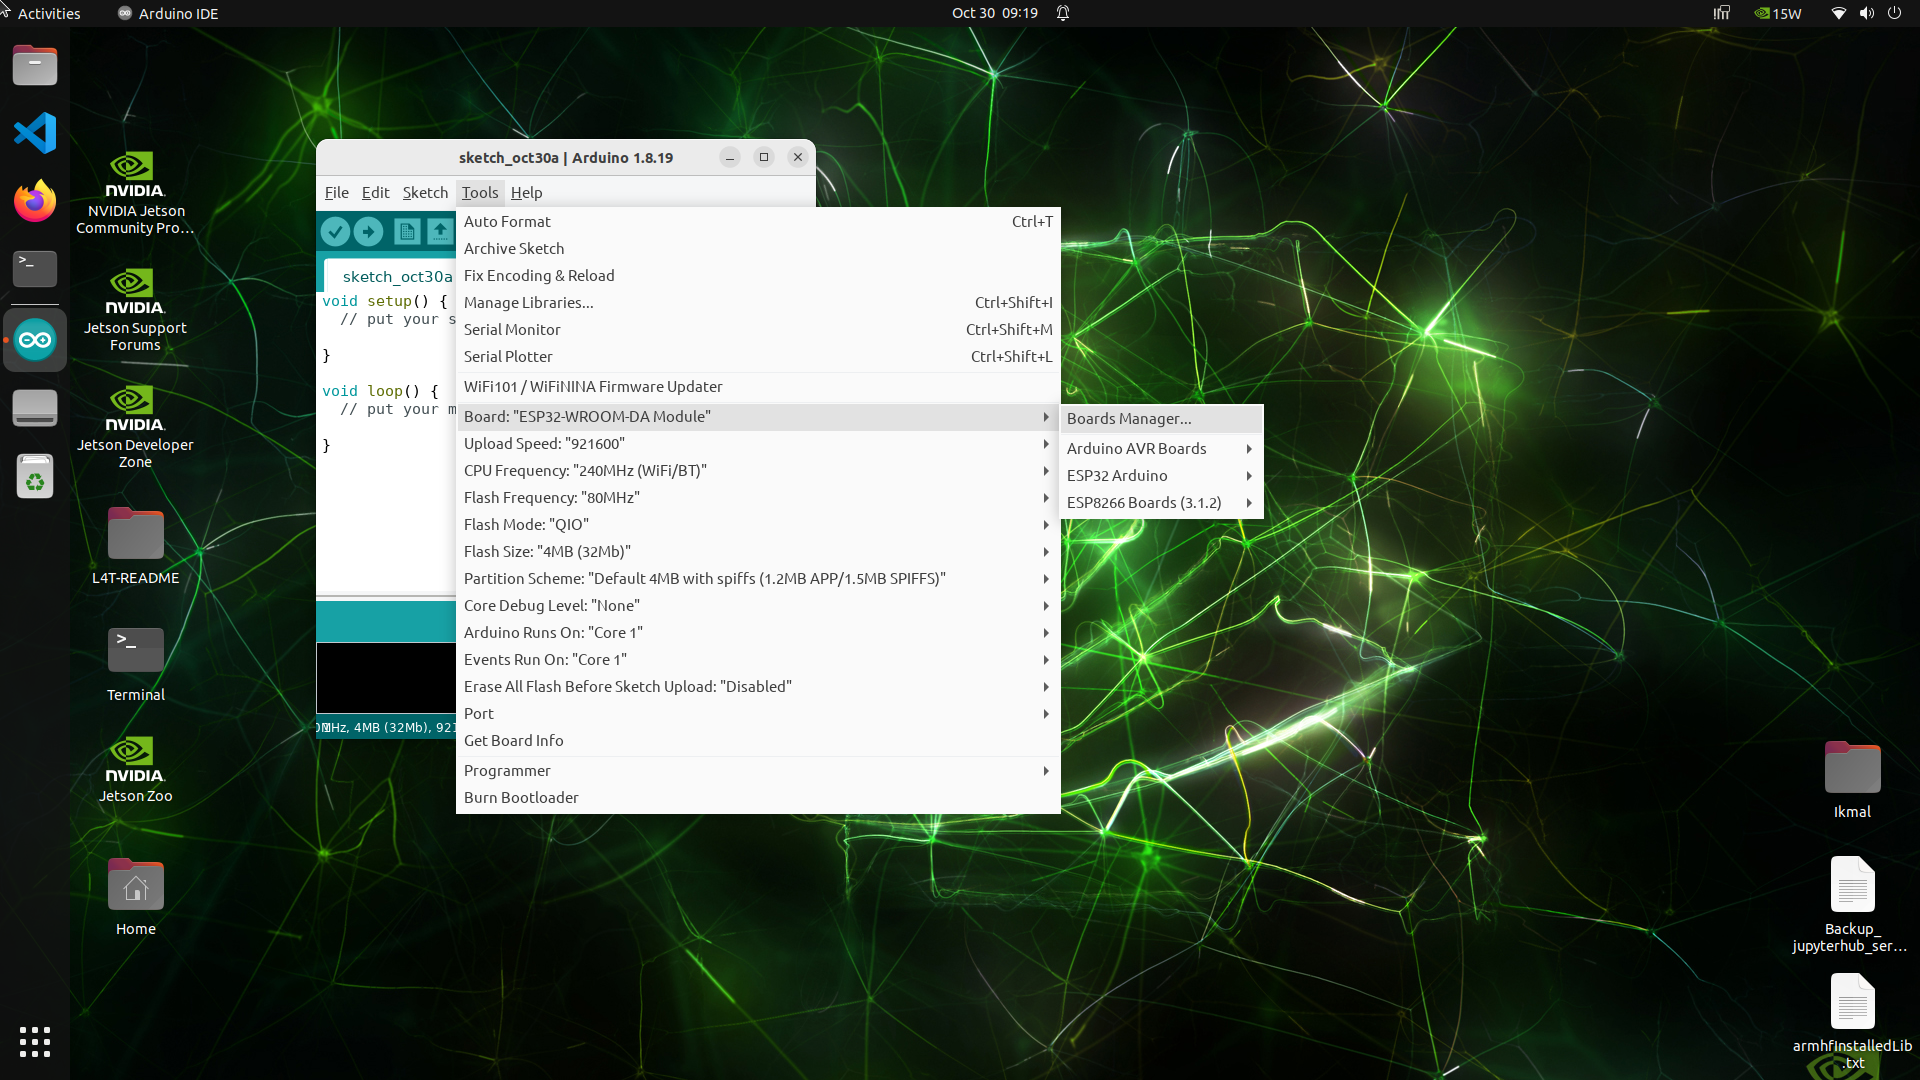 Activities
Arduino IDE
Oct 30 09:19
15W
NVIDIA.
NVIDIA Jetson
Community Pro...
NVIDIA.
Jetson Support
Forums
NVIDIA.
Jetson Developer
Zone
L4T-README
>_
Terminal
NVIDIA.
Jetson Zoo
Home
>_
sketch_oct30a | Arduino 1.8.19
File Edit Sketch Tools Help
sketch_oct30a
void setup() {
// put your s
}
void loop() {
// put your m
}
MHz, 4MB (32Mb), 921
Auto Format Ctrl+T
Archive Sketch
Fix Encoding & Reload
Manage Libraries... Ctrl+Shift+I
Serial Monitor Ctrl+Shift+M
Serial Plotter Ctrl+Shift+L
WiFi101 / WiFiNINA Firmware Updater
Board: "ESP32-WROOM-DA Module"
Upload Speed: "921600"
CPU Frequency: "240MHz (WiFi/BT)"
Flash Frequency: "80MHz"
Flash Mode: "QIO"
Flash Size: "4MB (32Mb)"
Partition Scheme: "Default 4MB with spiffs (1.2MB APP/1.5MB SPIFFS)"
Core Debug Level: "None"
Arduino Runs On: "Core 1"
Events Run On: "Core 1"
Erase All Flash Before Sketch Upload: "Disabled"
Port
Get Board Info
Programmer
Burn Bootloader
Boards Manager...
Arduino AVR Boards
ESP32 Arduino
ESP8266 Boards (3.1.2)
Ikmal
Backup_
jupyterhub_ser...
armhfInstalledLib
.txt